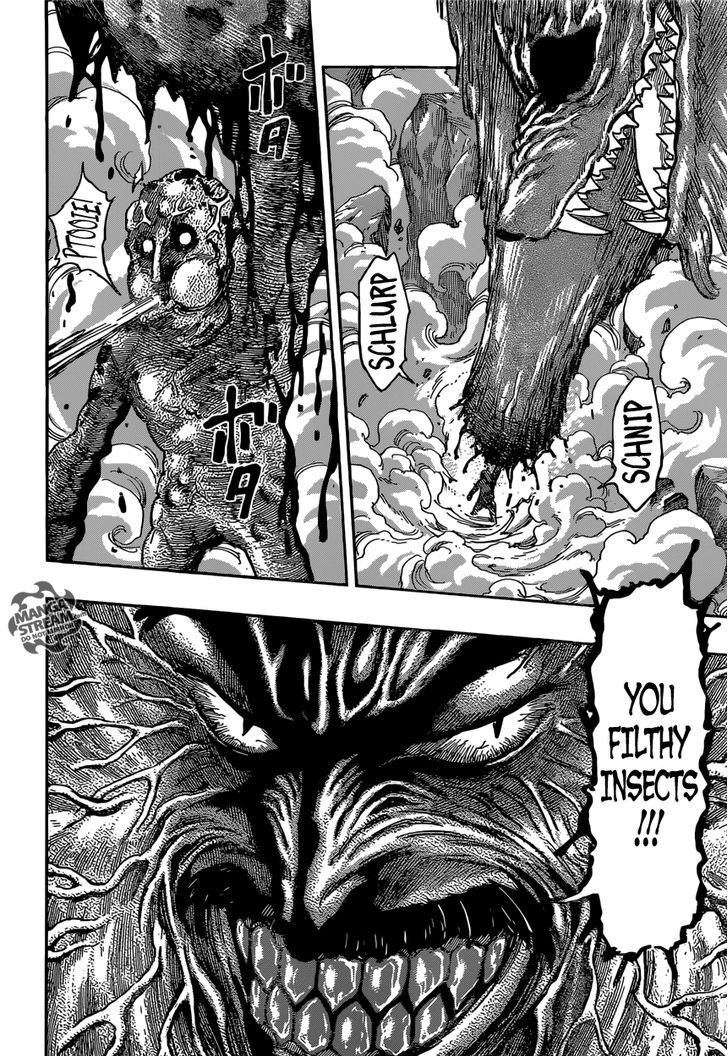 SCHLURP
SCHNIP
ボタ
PTOOIE!
ボタ
MANGA
STREAM
YOU
FILTHY
INSECTS
!!!